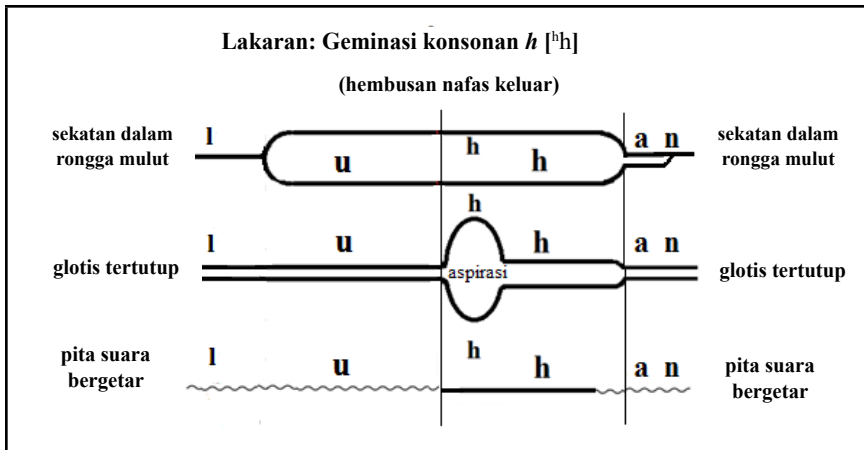 Lakaran: Geminasi konsonan h [ʰh]
(hembusan nafas keluar)
sekatan dalam
rongga mulut
l
u
h
h
a n
sekatan dalam
rongga mulut
glotis tertutup
l
u
h
aspirasi
h
a n
glotis tertutup
pita suara
bergetar
l
u
h
h
a n
pita suara
bergetar